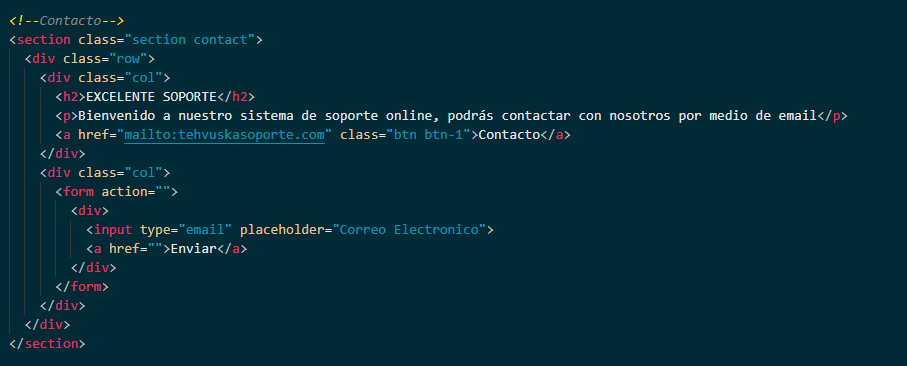 <!--Contacto-->
<section class="section contact">
<div class="row">
<div class="col">
<h2>EXCELENTE SOPORTE</h2>
<p>Bienvenido a nuestro sistema de soporte online, podrás contactar con nosotros por medio de email</p>
<a href="mailto:tehvuskasoporte.com" class="btn btn-1">Contacto</a>
</div>
<div class="col">
<form action="">
<div>
<input type="email" placeholder="Correo Electronico">
<a href="">Enviar</a>
</div>
</form>
</div>
</div>
</section>